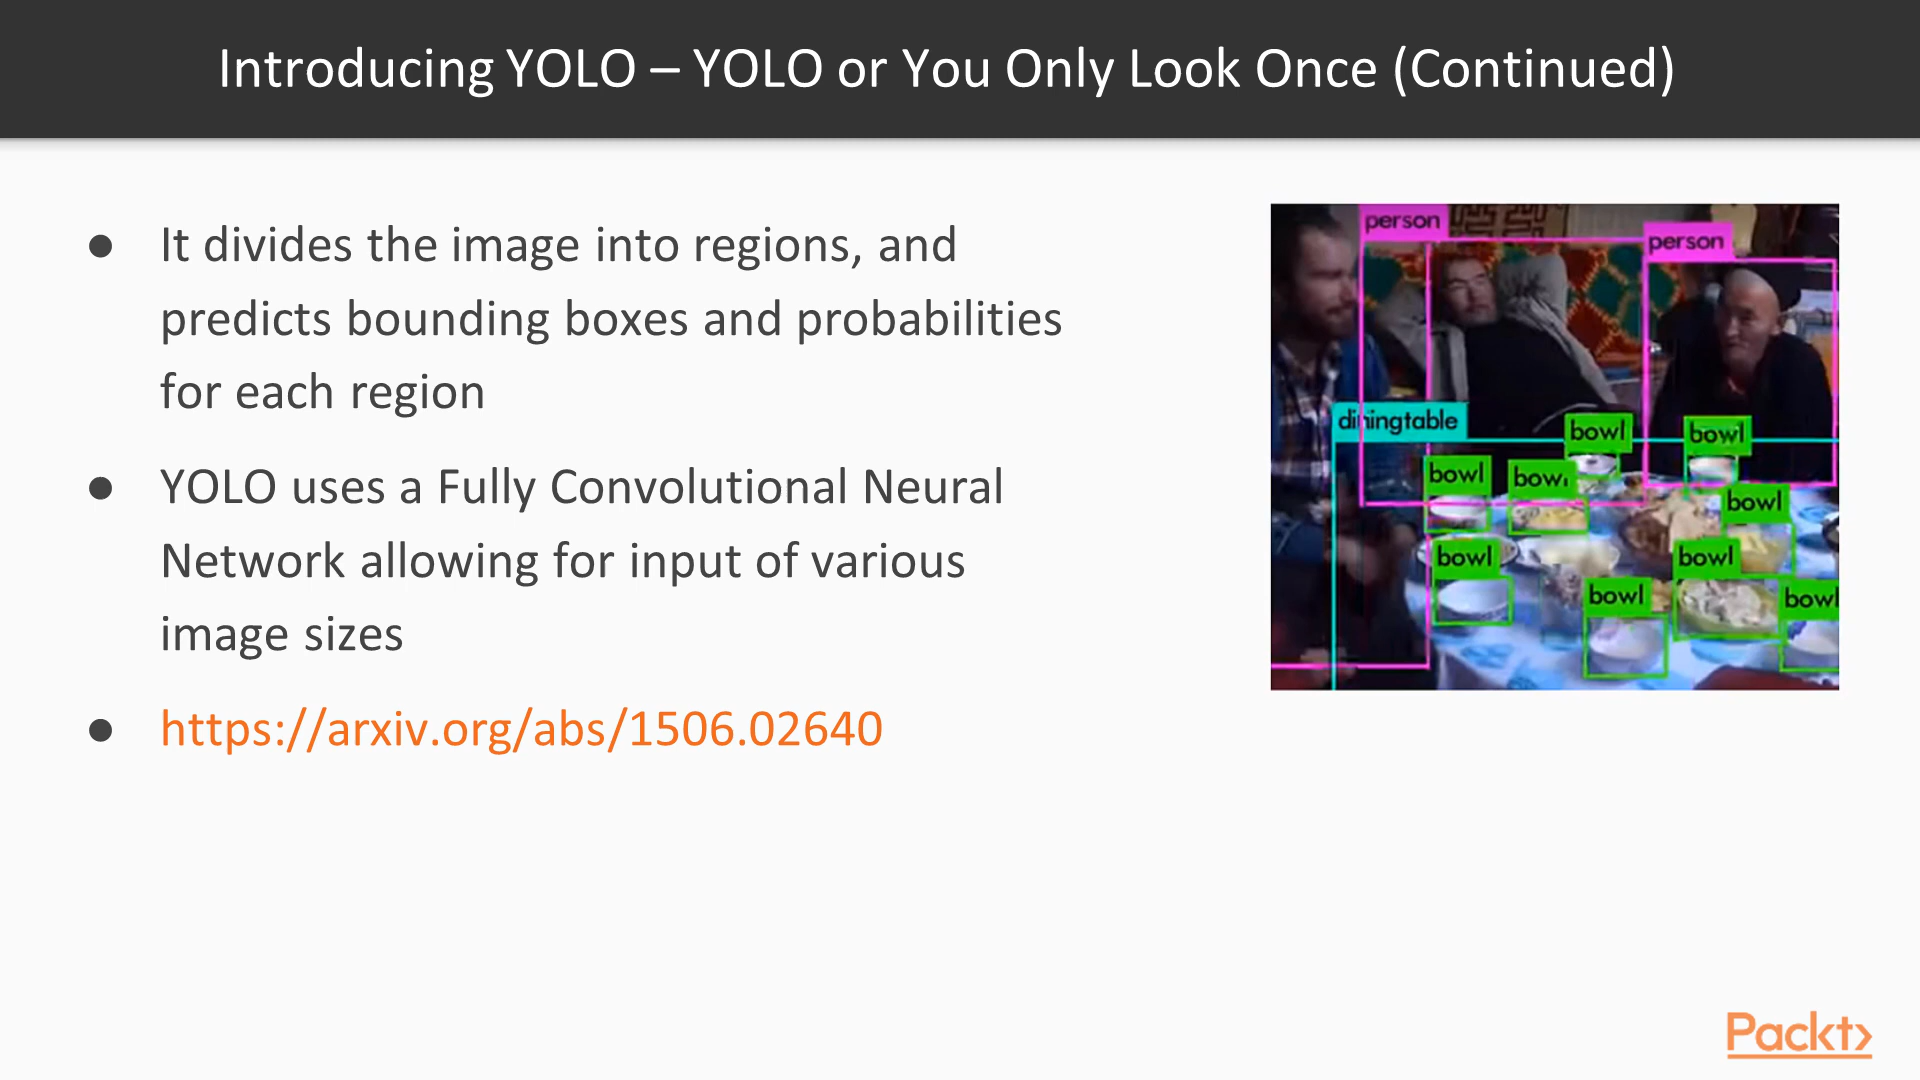 Introducing YOLO – YOLO or You Only Look Once (Continued)
● It divides the image into regions, and
predicts bounding boxes and probabilities
for each region
● YOLO uses a Fully Convolutional Neural
Network allowing for input of various
image sizes
● https://arxiv.org/abs/1506.02640
person
person
diningtable
bowl
bowl
bowl
bowl
bowl
bowl
bowl
bowl
bowl
Packt>